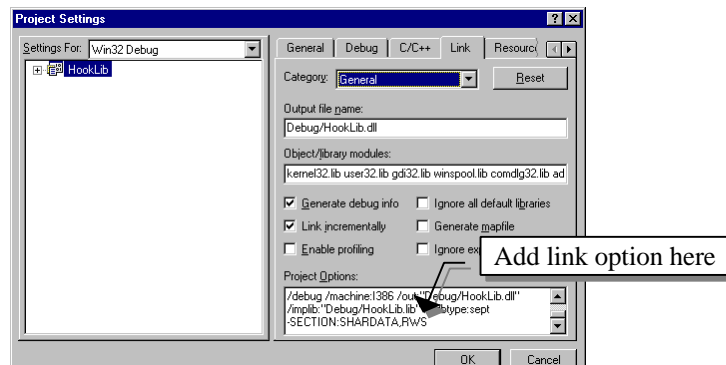 Project Settings
Settings For: Win32 Debug
HookLib
General Debug C/C++ Link Resourc
Category: General Reset
Output file name:
Debug/HookLib.dll
Object/library modules:
kernel32.lib user32.lib gdi32.lib winspool.lib comdlg32.lib ad
Generate debug info Ignore all default libraries
Link incrementally Generate mapfile
Enable profiling Ignore
Add link option here
Project Options:
/debug /machine:I386 /out:"Debug/HookLib.dll"
/implib:"Debug/HookLib.lib" :sept
-SECTION:SHARDATA,RWS
OK Cancel